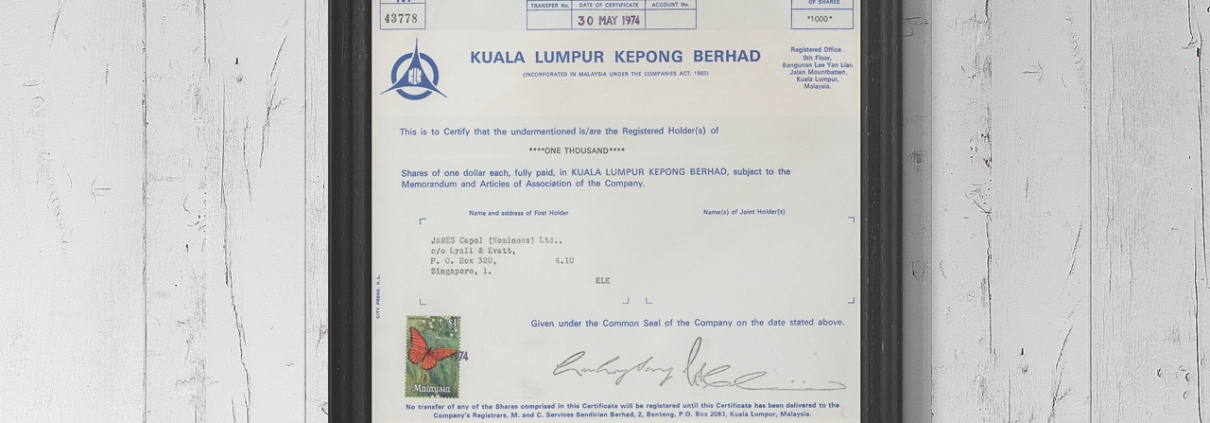 TRANSFER No. DATE OF CERTIFICATE ACCOUNT No. OF SHARES
43778 30 MAY 1974 *1000*
KUALA LUMPUR KEPONG BERHAD
(INCORPORATED IN MALAYSIA UNDER THE COMPANIES ACT, 1965)
Registered Office.
9th Floor,
Bangunan Lee Yan Lian
Jalan Mountbatten,
Kuala Lumpur,
Malaysia.
KLK
This is to Certify that the undermentioned is/are the Registered Holder(s) of
****ONE THOUSAND****
Shares of one dollar each, fully paid, in KUALA LUMPUR KEPONG BERHAD, subject to the
Memorandum and Articles of Association of the Company.
Name and address of First Holder Name(s) of Joint Holder(s)
JAMES Capel (Nominees) Ltd.,
c/o Lyall & Evatt,
P. O. Box 320, 4.10
Singapore, 1.
KLK
CITY PRESS, K.L.
Given under the Common Seal of the Company on the date stated above.
$1
1974
Malaysia
No transfer of any of the Shares comprised in this Certificate will be registered until this Certificate has been delivered to the
Company's Registrars, M. and C. Services Sendirian Berhad, 2, Benteng, P.O. Box 2083, Kuala Lumpur, Malaysia.